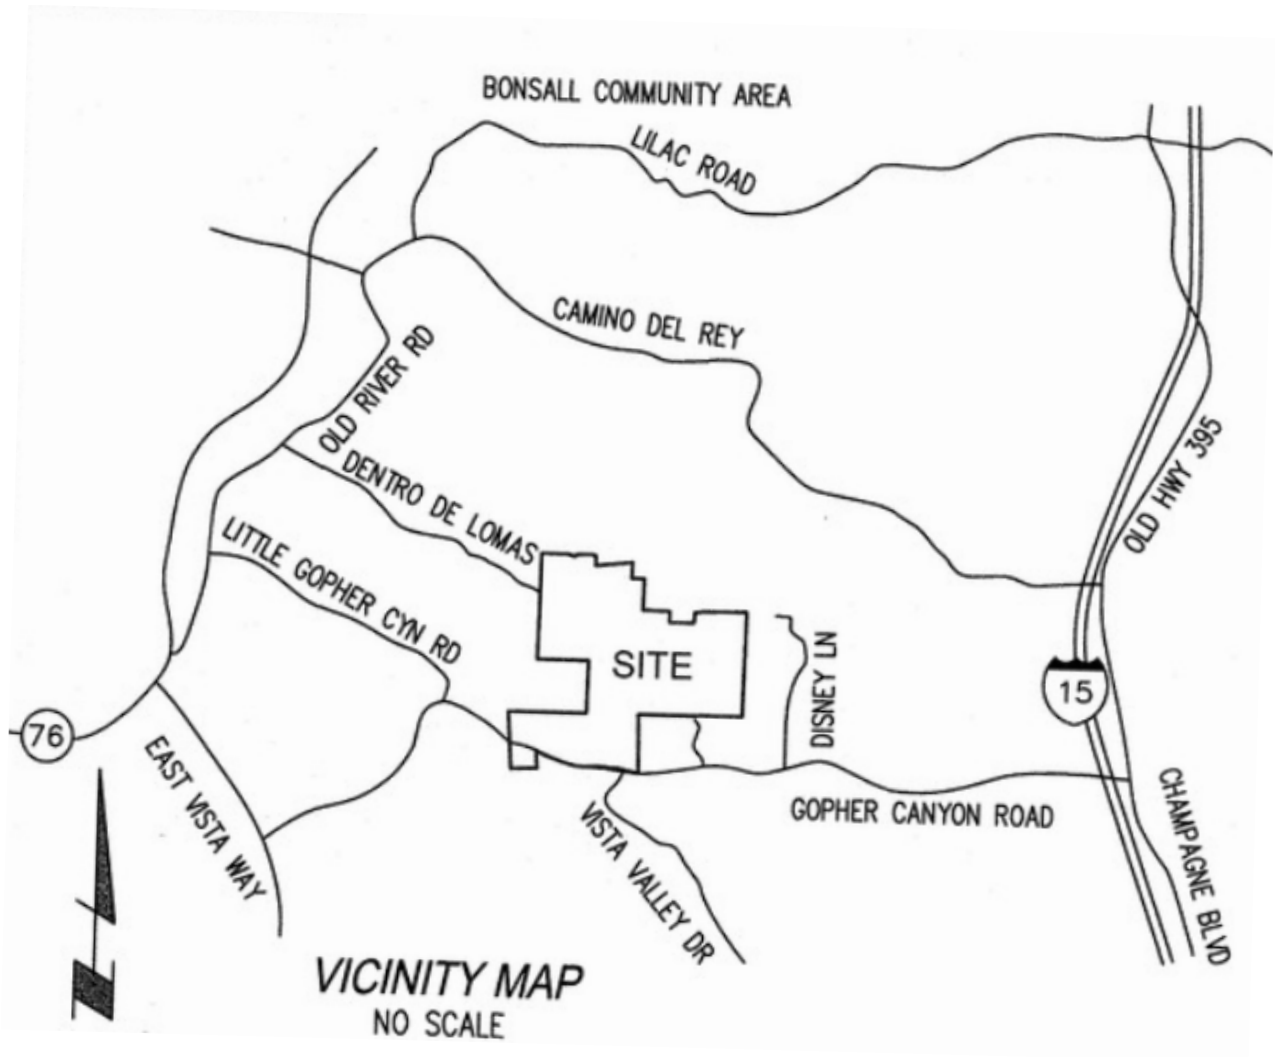 BONSALL COMMUNITY AREA
LILAC ROAD
CAMINO DEL REY
OLD RIVER RD
DENTRO DE LOMAS
OLD HWY 395
LITTLE GOPHER CYN RD
SITE
DISNEY LN
15
76
EAST VISTA WAY
VISTA VALLEY DR
GOPHER CANYON ROAD
CHAMPAGNE BLVD
VICINITY MAP
NO SCALE
N